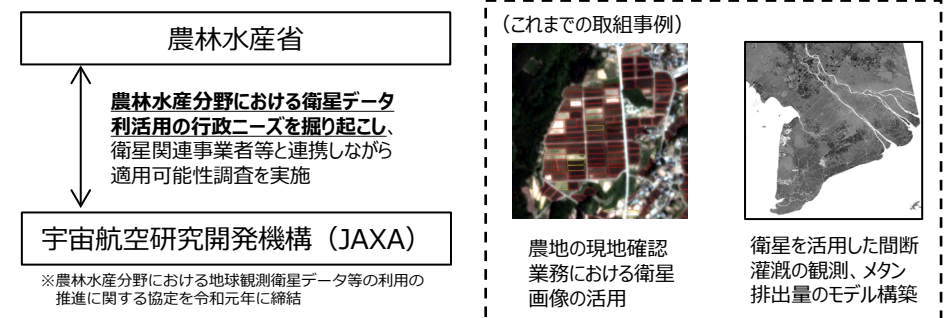 農林水産省
農林水産分野における衛星データ
利活用の行政ニーズを掘り起こし、
衛星関連事業者等と連携しながら
適用可能性調査を実施
宇宙航空研究開発機構（JAXA）
※農林水産分野における地球観測衛星データ等の利用の
推進に関する協定を令和元年に締結
（これまでの取組事例）
農地の現地確認
業務における衛星
画像の活用
衛星を活用した間断
灌漑の観測、メタン
排出量のモデル構築